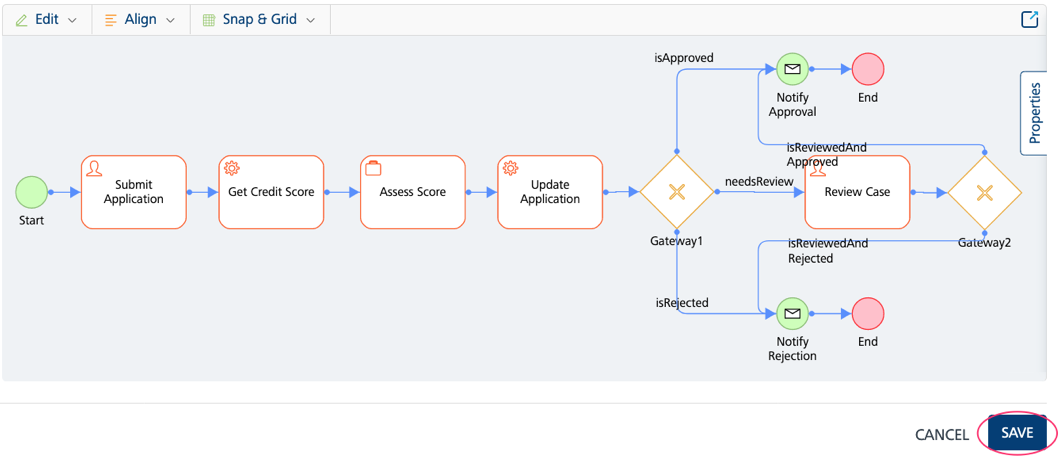 Edit
Align
Snap & Grid
Properties
isApproved
Notify
Approval
End
isReviewedAnd
Approved
Start
Submit
Application
Get Credit Score
Assess Score
Update
Application
Gateway1
needsReview
Review Case
Gateway2
isReviewedAnd
Rejected
isRejected
Notify
Rejection
End
CANCEL
SAVE